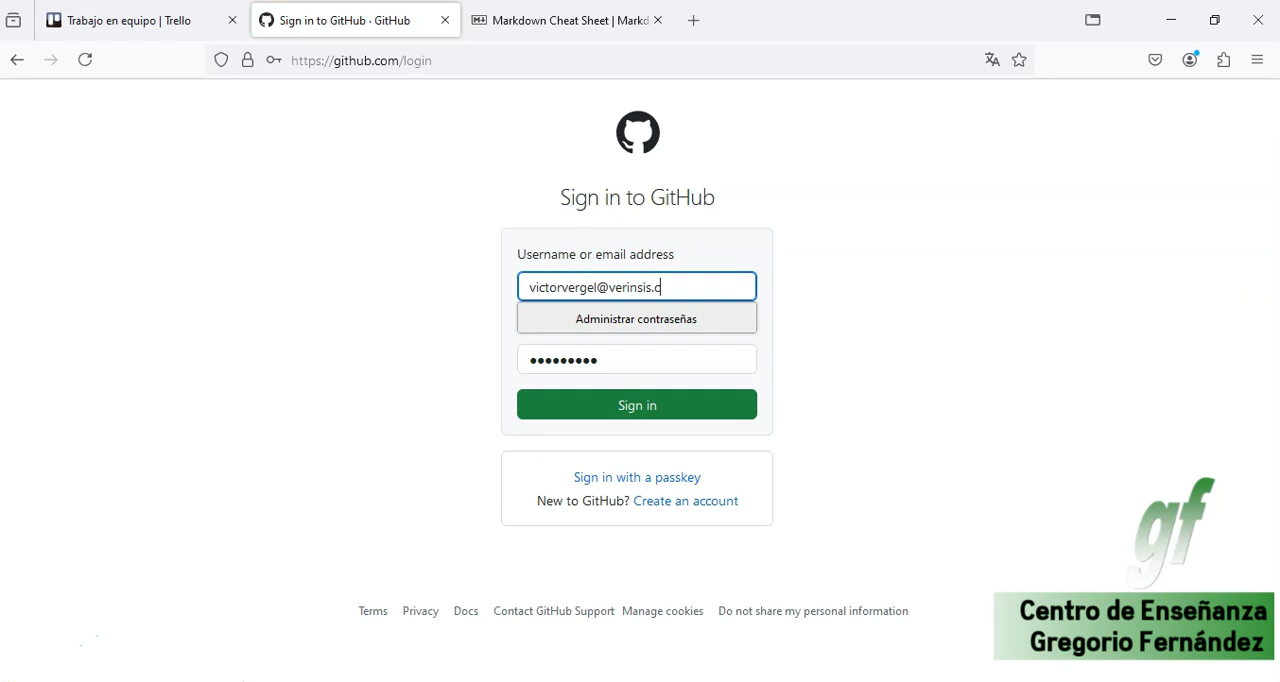 Trabajo en equipo | Trello
Sign in to GitHub · GitHub
Markdown Cheat Sheet | Markd
https://github.com/login
Sign in to GitHub
Username or email address
victorvergel@verinsis.c
Administrar contraseñas
Sign in
Sign in with a passkey
New to GitHub? Create an account
Terms Privacy Docs Contact GitHub Support Manage cookies Do not share my personal information
gf
Centro de Enseñanza
Gregorio Fernández